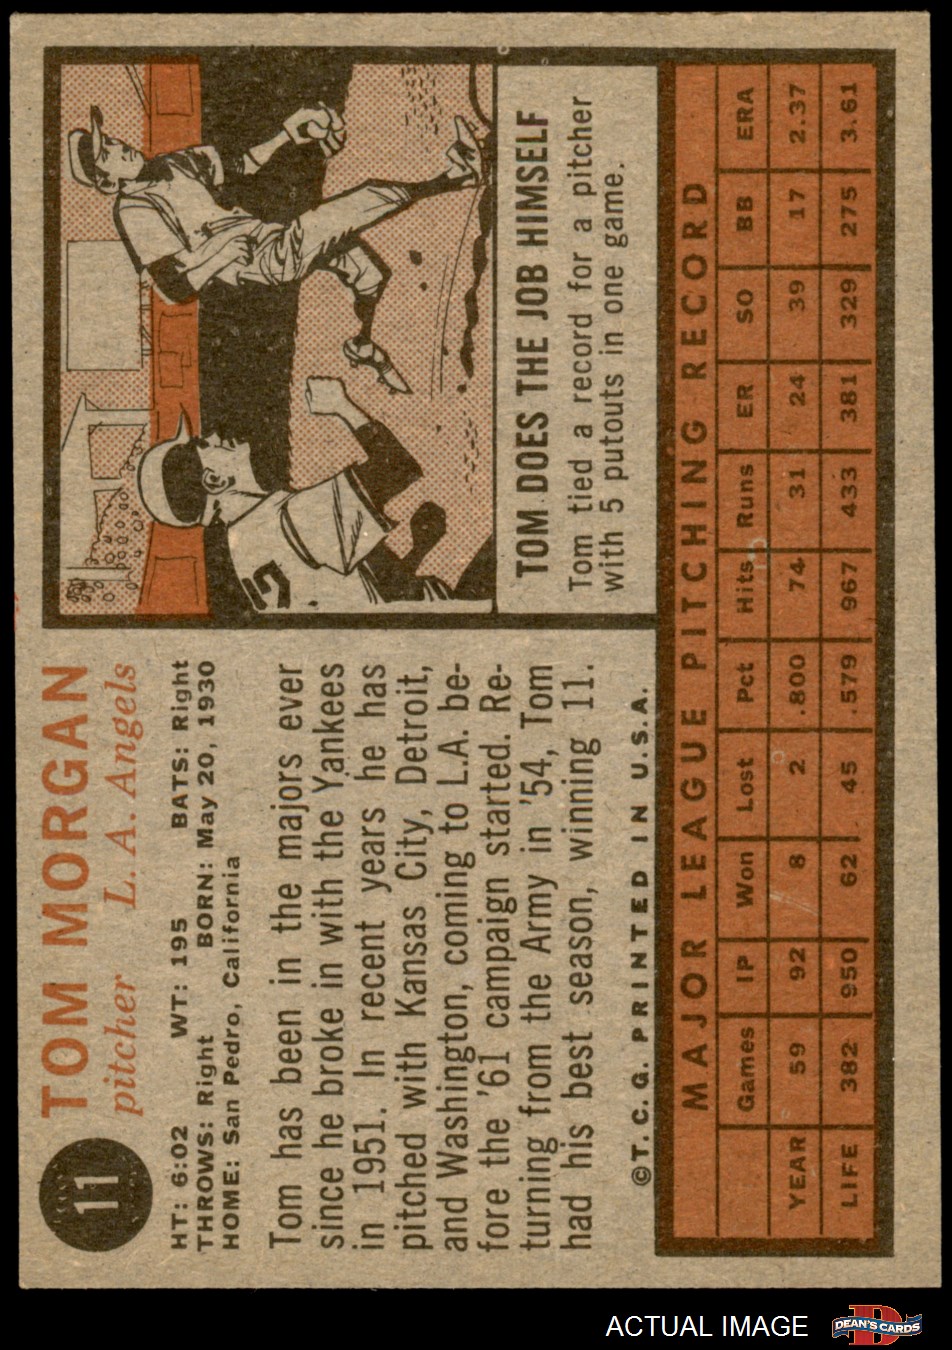 11
TOM MORGAN
pitcher L. A. Angels
HT: 6:02 WT: 195 BATS: Right
THROWS: Right BORN: May 20, 1930
HOME: San Pedro, California
Tom has been in the majors ever
since he broke in with the Yankees
in 1951. In recent years he has
pitched with Kansas City, Detroit,
and Washington, coming to L.A. be-
fore the '61 campaign started. Re-
turning from the Army in '54, Tom
had his best season, winning 11.
©T. C. G. PRINTED IN U.S.A.
2
TOM DOES THE JOB HIMSELF
Tom tied a record for a pitcher
with 5 putouts in one game.
MAJOR LEAGUE PITCHING RECORD
Games IP Won Lost Pct Hits Runs ER SO BB ERA
YEAR 59 92 8 2 .800 74 31 24 39 17 2.37
LIFE 382 950 62 45 .579 967 433 381 329 275 3.61
ACTUAL IMAGE
D
DEAN'S CARDS